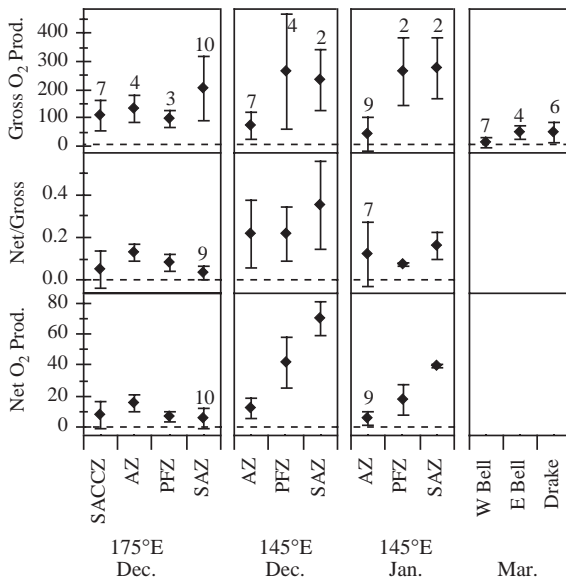 Gross O2 Prod.
400
300
200
100
0
7
4
3
10
7
4
2
9
2
2
7
4
6
Net/Gross
0.4
0.2
0.0
9
7
Net O2 Prod.
80
60
40
20
0
10
9
SACCZ
AZ
PFZ
SAZ
AZ
PFZ
SAZ
AZ
PFZ
SAZ
W Bell
E Bell
Drake
175°E
Dec.
145°E
Dec.
145°E
Jan.
Mar.